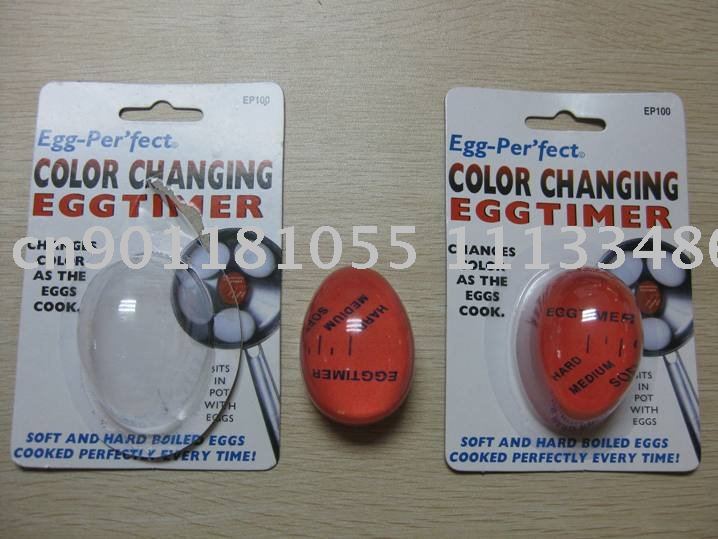 EP100
Egg-Per'fect©
COLOR CHANGING
EGGTIMER
CHANGES
COLOR
AS THE
EGGS
COOK.
SITS
IN
POT
WITH
EGGS
SOFT AND HARD BOILED EGGS
COOKED PERFECTLY EVERY TIME!
HARD
MEDIUM
SOFT
EGGTIMER
EP100
Egg-Per'fect©
COLOR CHANGING
EGGTIMER
CHANGES
COLOR
AS THE
EGGS
COOK.
EGGTIMER
HARD
MEDIUM
SOFT
SITS
IN
POT
WITH
EGGS
SOFT AND HARD BOILED EGGS
COOKED PERFECTLY EVERY TIME!
cn901181055 111333486